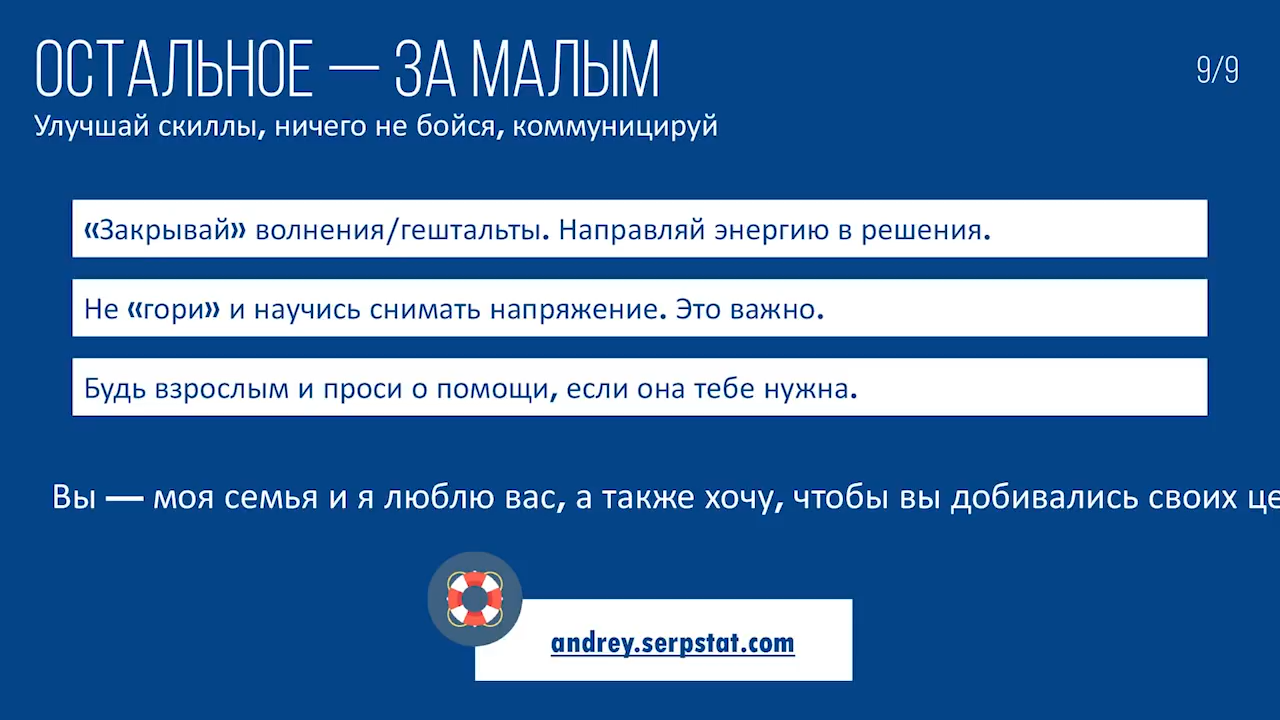 ОСТАЛЬНОЕ — ЗА МАЛЫМ
9/9
Улучшай скиллы, ничего не бойся, коммуницируй
«Закрывай» волнения/гештальты. Направляй энергию в решения.
Не «гори» и научись снимать напряжение. Это важно.
Будь взрослым и проси о помощи, если она тебе нужна.
Вы — моя семья и я люблю вас, а также хочу, чтобы вы добивались своих
andrey.serpstat.com